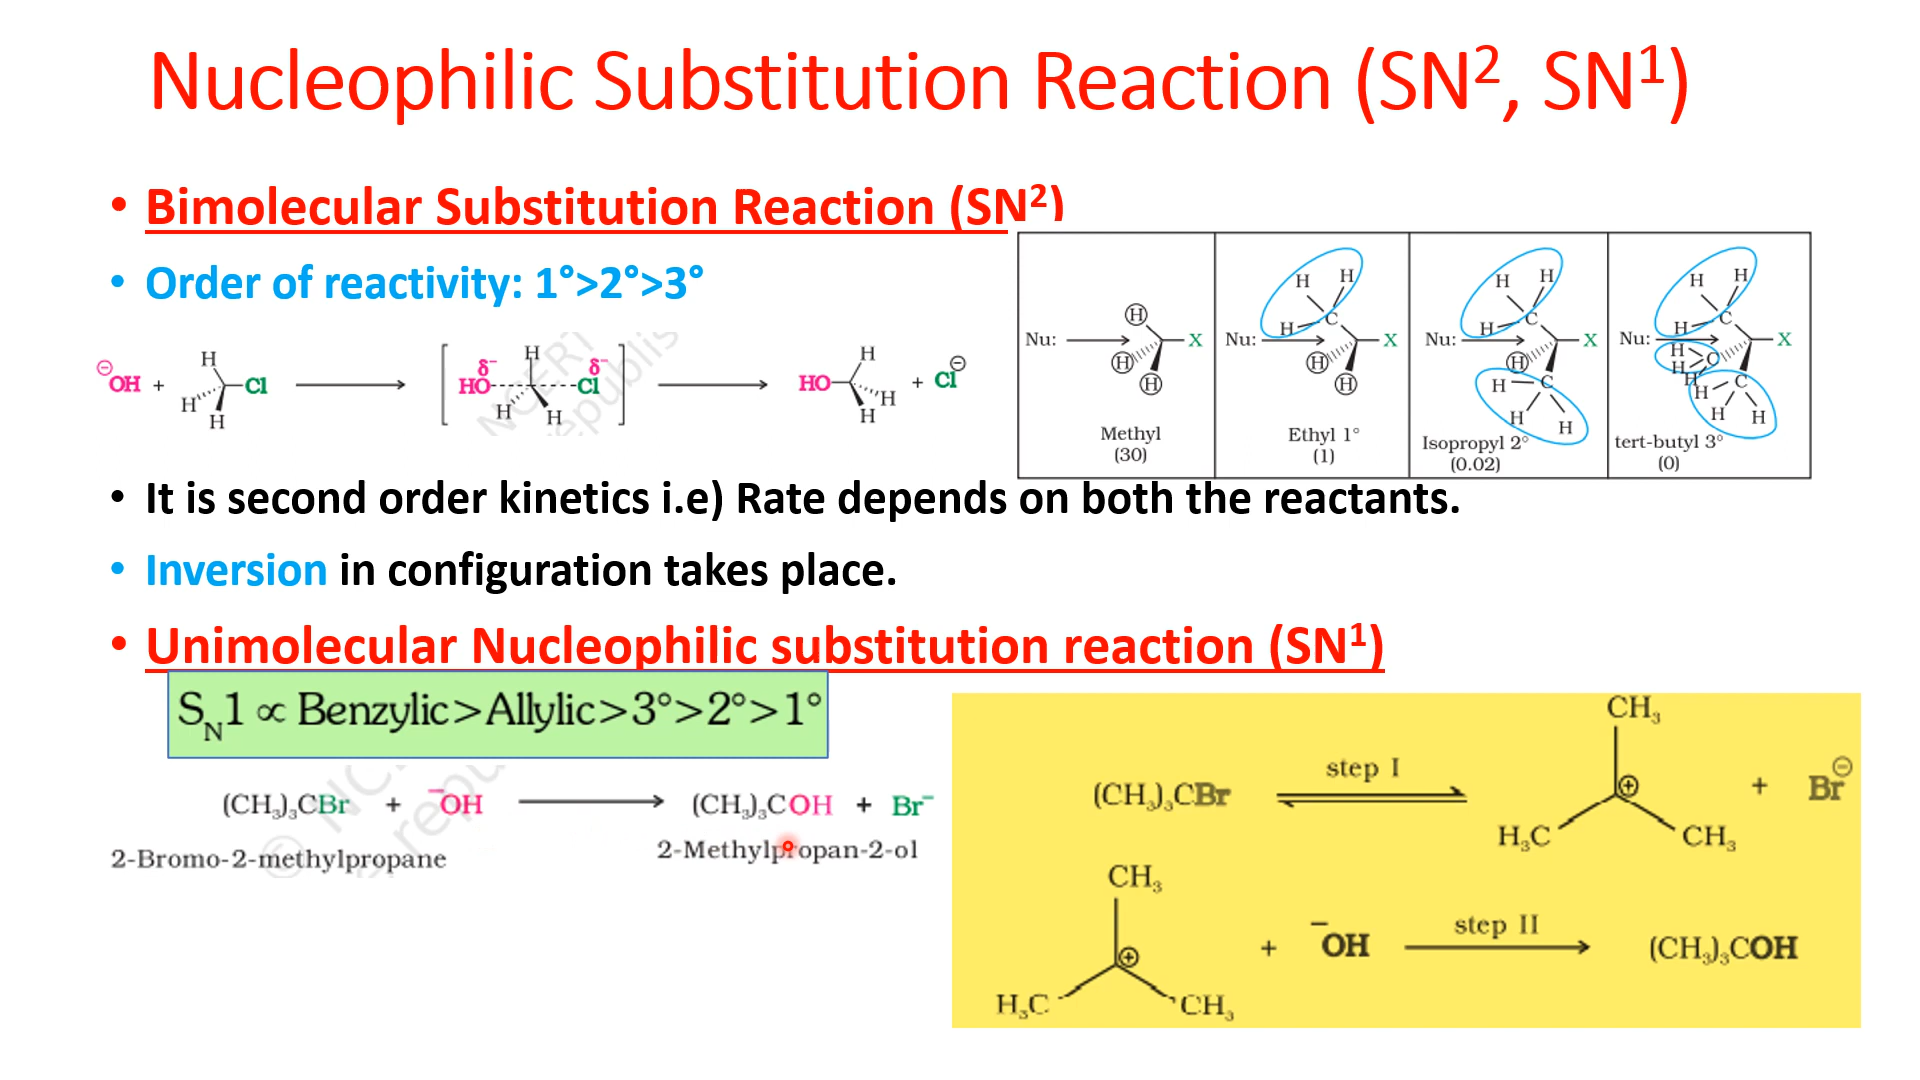 Nucleophilic Substitution Reaction (SN², SN¹)
• Bimolecular Substitution Reaction (SN²)
• Order of reactivity: 1°>2°>3°
⊖OH + H H H Cl
HO δ⁻ H H H δ⁻ Cl
HO H H H + Cl⊖
Nu: H H H X
Methyl
(30)
Nu: H H H C H H X
Ethyl 1°
(1)
Nu: H H H C H X H C H H
Isopropyl 2°
(0.02)
Nu: H H H C X H H H C H C H H
tert-butyl 3°
(0)
• It is second order kinetics i.e) Rate depends on both the reactants.
• Inversion in configuration takes place.
• Unimolecular Nucleophilic substitution reaction (SN¹)
S_N1 ∝ Benzylic>Allylic>3°>2°>1°
(CH₃)₃CBr + ⁻OH ⟶ (CH₃)₃COH + Br⁻
2-Bromo-2-methylpropane
2-Methylpropan-2-ol
(CH₃)₃CBr step I CH₃ ⊕ H₃C CH₃ + Br⊖
CH₃ ⊕ H₃C CH₃ + ⁻OH step II (CH₃)₃COH